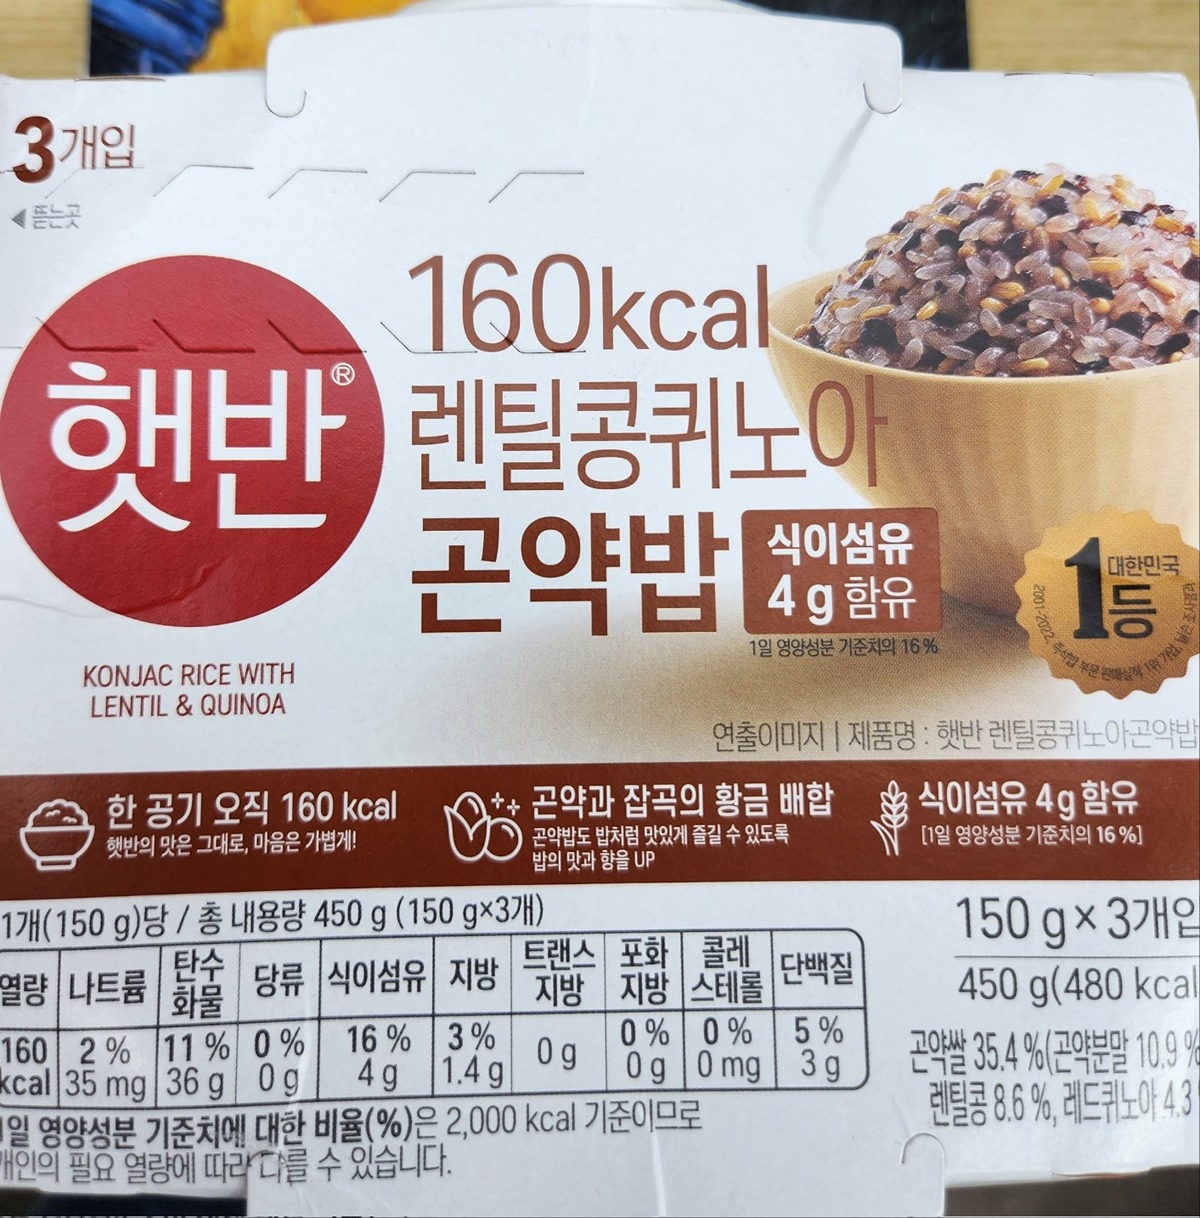 3개입
뜯는곳
햇반®
KONJAC RICE WITH
LENTIL & QUINOA
160kcal
렌틸콩퀴노아
곤약밥
식이섬유
4 g 함유
1일 영양성분 기준치의 16 %
대한민국
1등
2001-2022,
연출이미지 | 제품명 : 햇반 렌틸콩퀴노아곤약밥
한 공기 오직 160 kcal
햇반의 맛은 그대로, 마음은 가볍게!
곤약과 잡곡의 황금 배합
곤약밥도 밥처럼 맛있게 즐길 수 있도록
밥의 맛과 향을 UP
식이섬유 4 g 함유
[1일 영양성분 기준치의 16 %]
1개(150 g)당 / 총 내용량 450 g (150 g×3개)
열량 나트륨 탄수화물 당류 식이섬유 지방 트랜스지방 포화지방 콜레스테롤 단백질
160 kcal 2 % 35 mg 11 % 36 g 0 % 0 g 16 % 4 g 3 % 1.4 g 0 g 0 % 0 g 0 % 0 mg 5 % 3 g
1일 영양성분 기준치에 대한 비율(%)은 2,000 kcal 기준이므로
개인의 필요 열량에 따라 다를 수 있습니다.
150 g × 3개입
450 g(480 kcal
곤약쌀 35.4 %(곤약분말 10.9 %
렌틸콩 8.6 %, 레드퀴노아 4.3